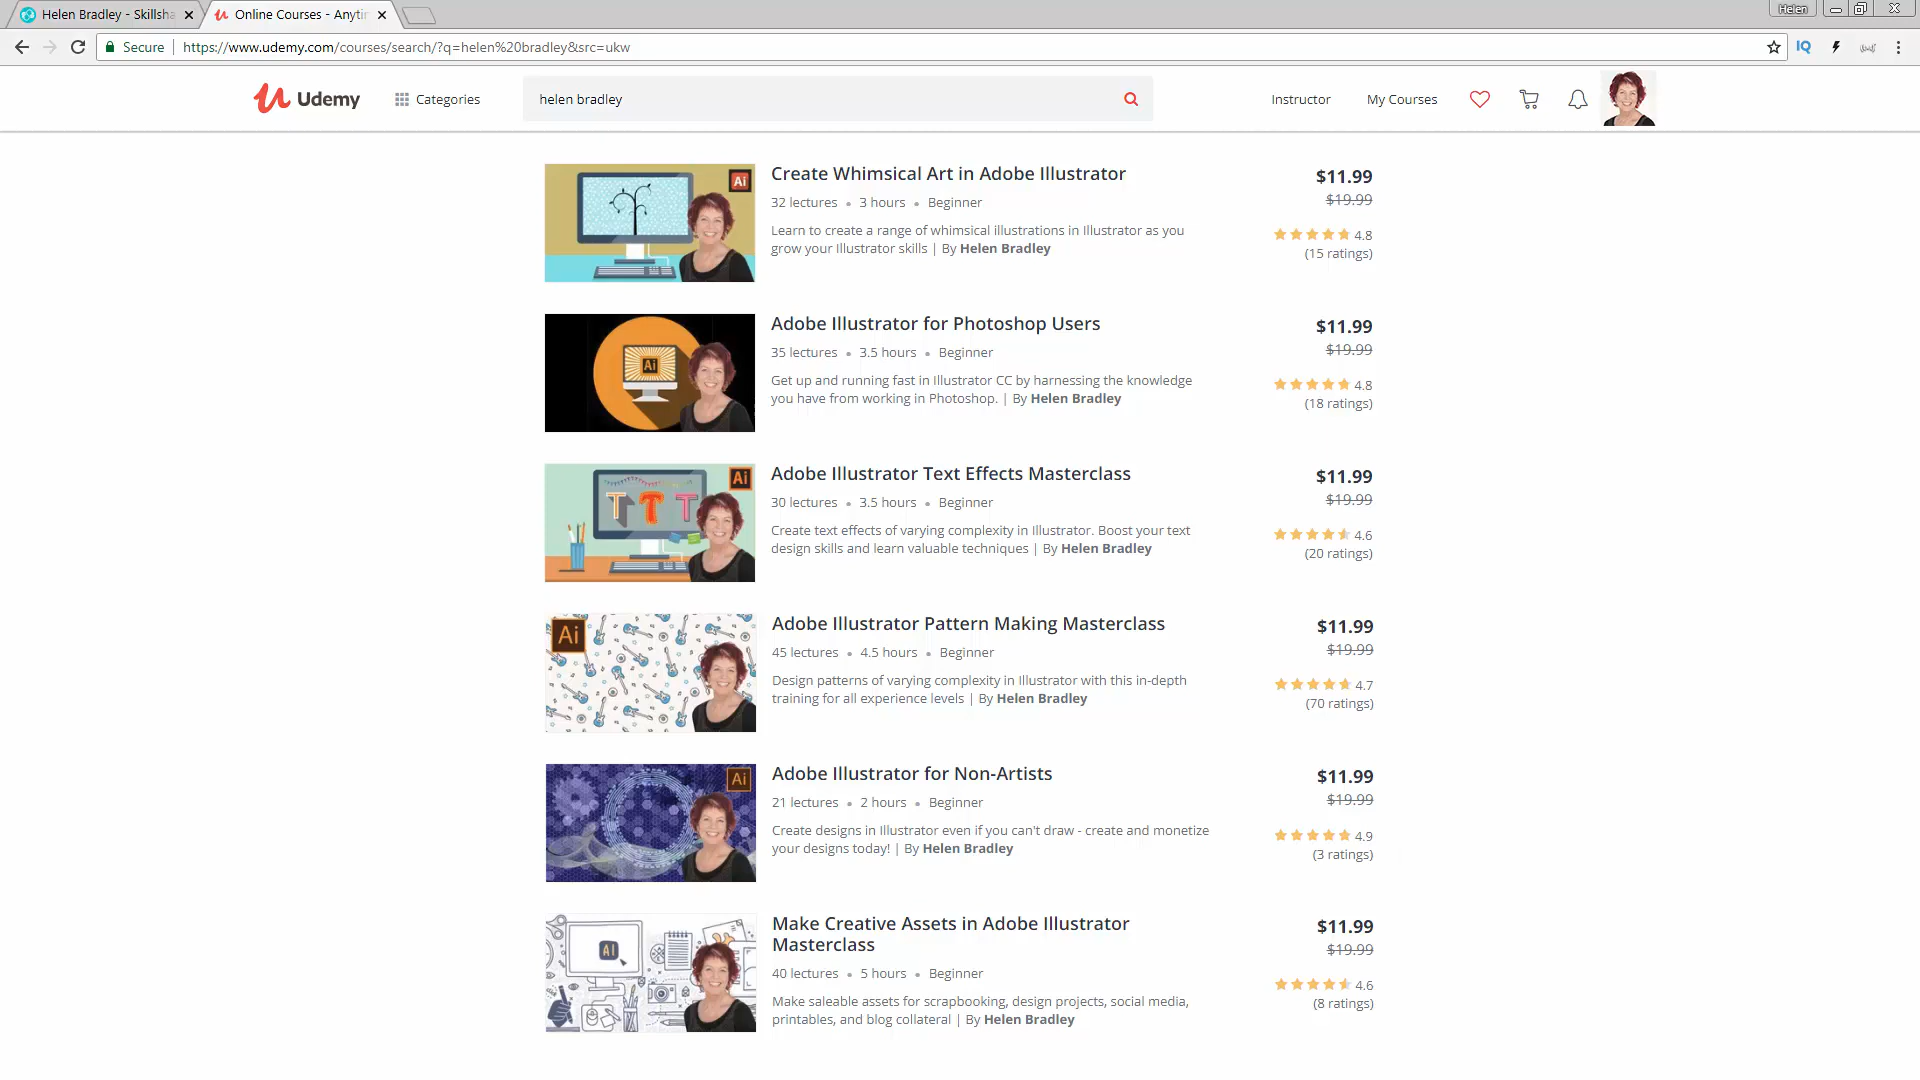 Helen Bradley - Skillsha
Online Courses - Anytin
Helen
Secure
https://www.udemy.com/courses/search/?q=helen%20bradley&src=ukw
IQ
Udemy
Categories
helen bradley
Instructor
My Courses
Ai
Create Whimsical Art in Adobe Illustrator
$11.99
32 lectures • 3 hours • Beginner
$19.99
Learn to create a range of whimsical illustrations in Illustrator as you
grow your Illustrator skills | By Helen Bradley
4.8
(15 ratings)
Ai
Adobe Illustrator for Photoshop Users
$11.99
35 lectures • 3.5 hours • Beginner
$19.99
Get up and running fast in Illustrator CC by harnessing the knowledge
you have from working in Photoshop. | By Helen Bradley
4.8
(18 ratings)
Ai
T T T
Adobe Illustrator Text Effects Masterclass
$11.99
30 lectures • 3.5 hours • Beginner
$19.99
Create text effects of varying complexity in Illustrator. Boost your text
design skills and learn valuable techniques | By Helen Bradley
4.6
(20 ratings)
Ai
Adobe Illustrator Pattern Making Masterclass
$11.99
45 lectures • 4.5 hours • Beginner
$19.99
Design patterns of varying complexity in Illustrator with this in-depth
training for all experience levels | By Helen Bradley
4.7
(70 ratings)
Ai
Adobe Illustrator for Non-Artists
$11.99
21 lectures • 2 hours • Beginner
$19.99
Create designs in Illustrator even if you can't draw - create and monetize
your designs today! | By Helen Bradley
4.9
(3 ratings)
AI
Make Creative Assets in Adobe Illustrator
Masterclass
$11.99
$19.99
40 lectures • 5 hours • Beginner
Make saleable assets for scrapbooking, design projects, social media,
printables, and blog collateral | By Helen Bradley
4.6
(8 ratings)